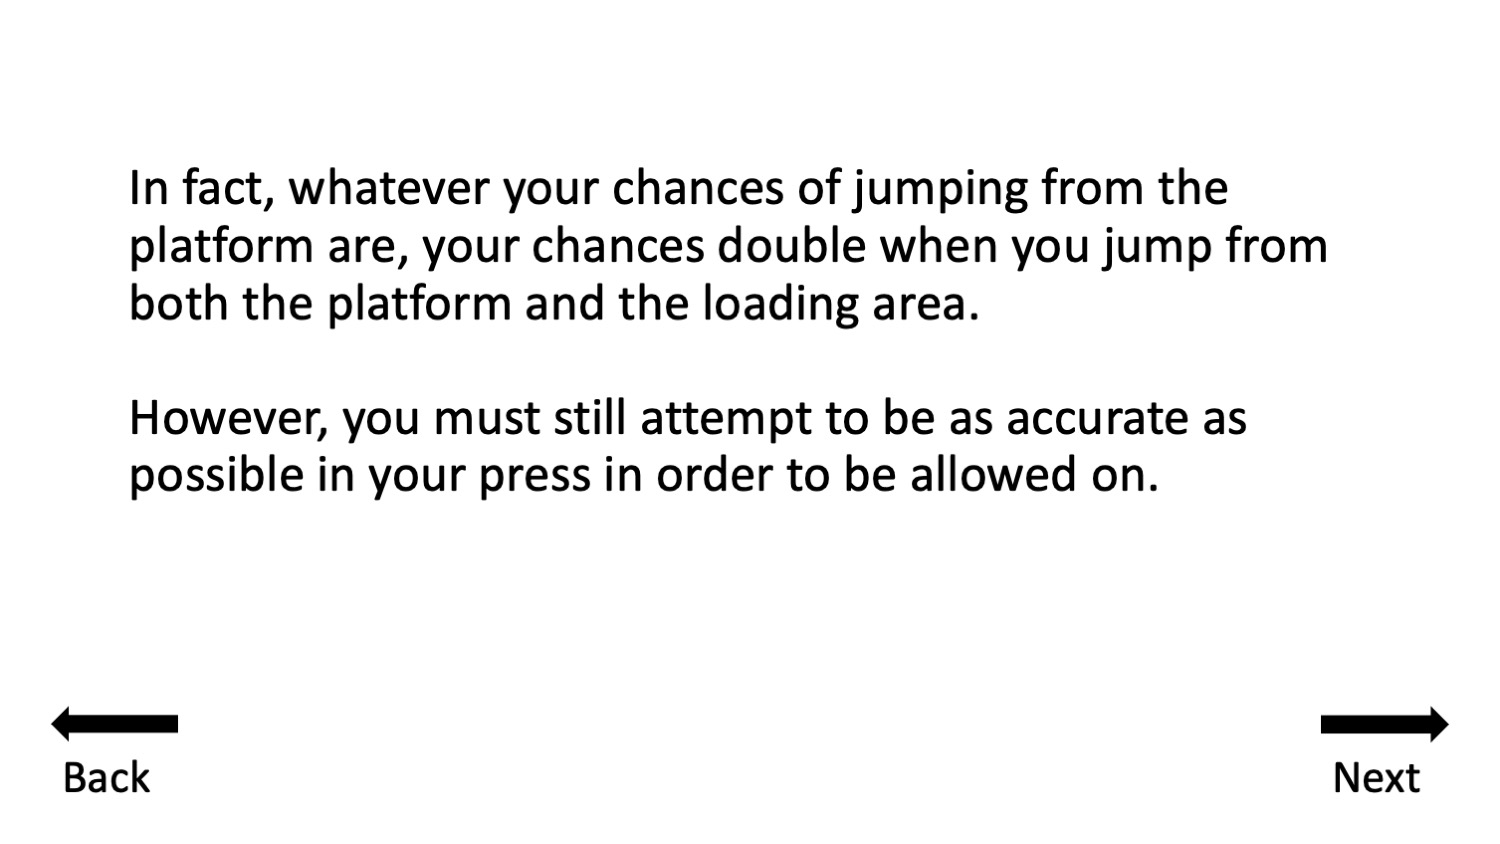 In fact, whatever your chances of jumping from the
platform are, your chances double when you jump from
both the platform and the loading area.
However, you must still attempt to be as accurate as
possible in your press in order to be allowed on.
Back
Next